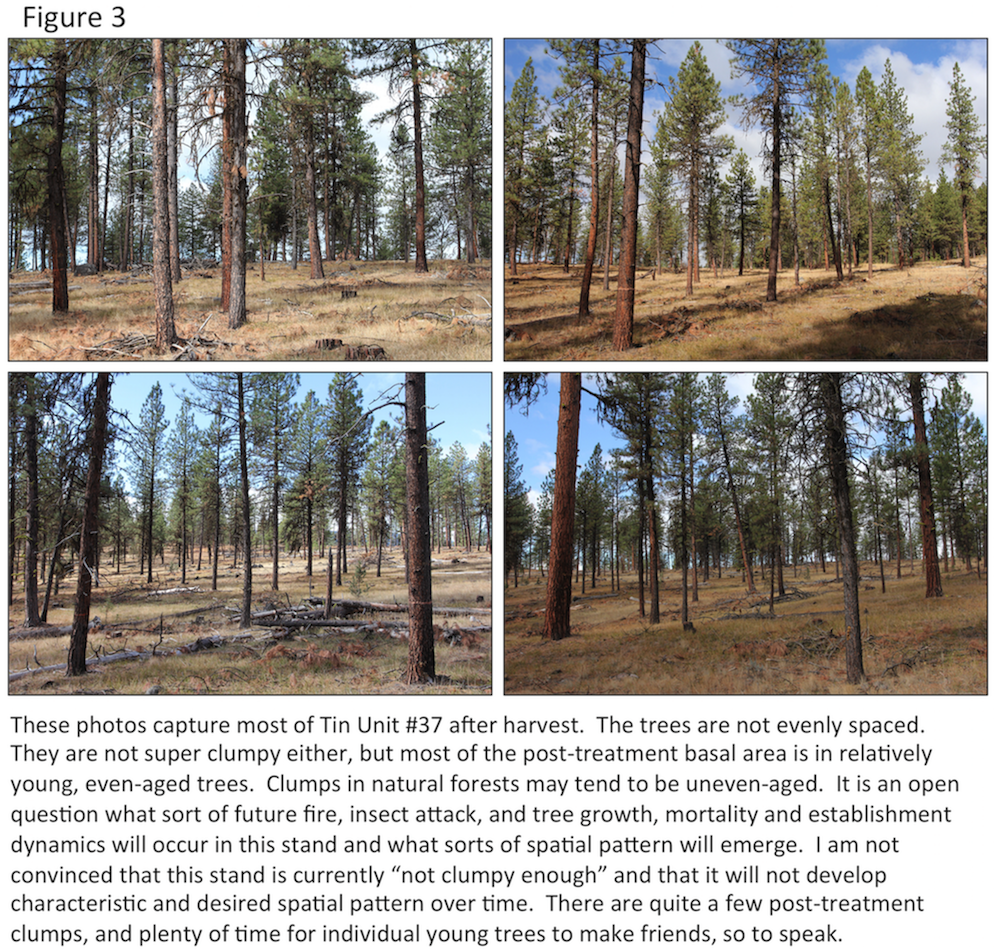 Figure 3
These photos capture most of Tin Unit #37 after harvest.  The trees are not evenly spaced.
They are not super clumpy either, but most of the post-treatment basal area is in relatively
young, even-aged trees.  Clumps in natural forests may tend to be uneven-aged.  It is an open
question what sort of future fire, insect attack, and tree growth, mortality and establishment
dynamics will occur in this stand and what sorts of spatial pattern will emerge.  I am not
convinced that this stand is currently “not clumpy enough” and that it will not develop
characteristic and desired spatial pattern over time.  There are quite a few post-treatment
clumps, and plenty of time for individual young trees to make friends, so to speak.